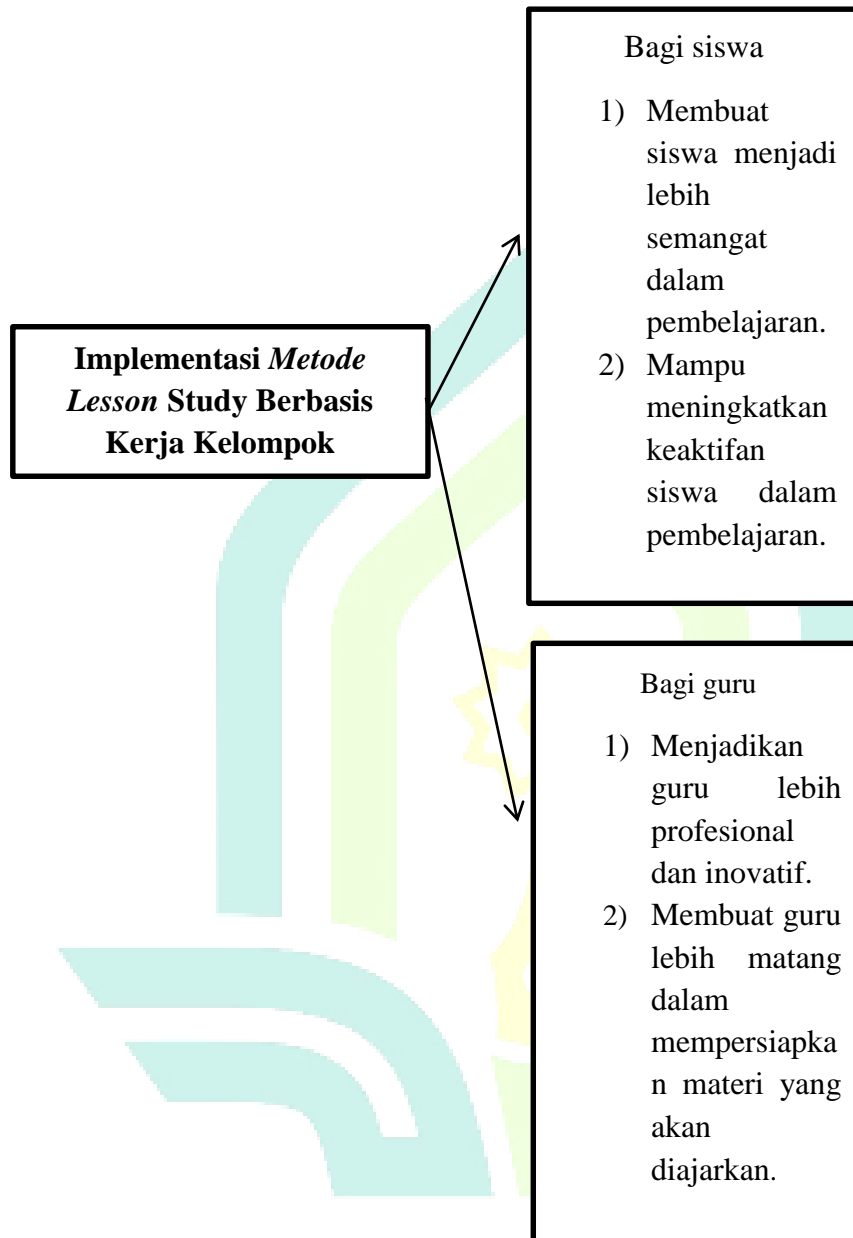 Implementasi Metode
Lesson Study Berbasis
Kerja Kelompok
Bagi siswa
1) Membuat
siswa menjadi
lebih
semangat
dalam
pembelajaran.
2) Mampu
meningkatkan
keaktifan
siswa dalam
pembelajaran.
Bagi guru
1) Menjadikan
guru lebih
profesional
dan inovatif.
2) Membuat guru
lebih matang
dalam
mempersiapka
n materi yang
akan
diajarkan.